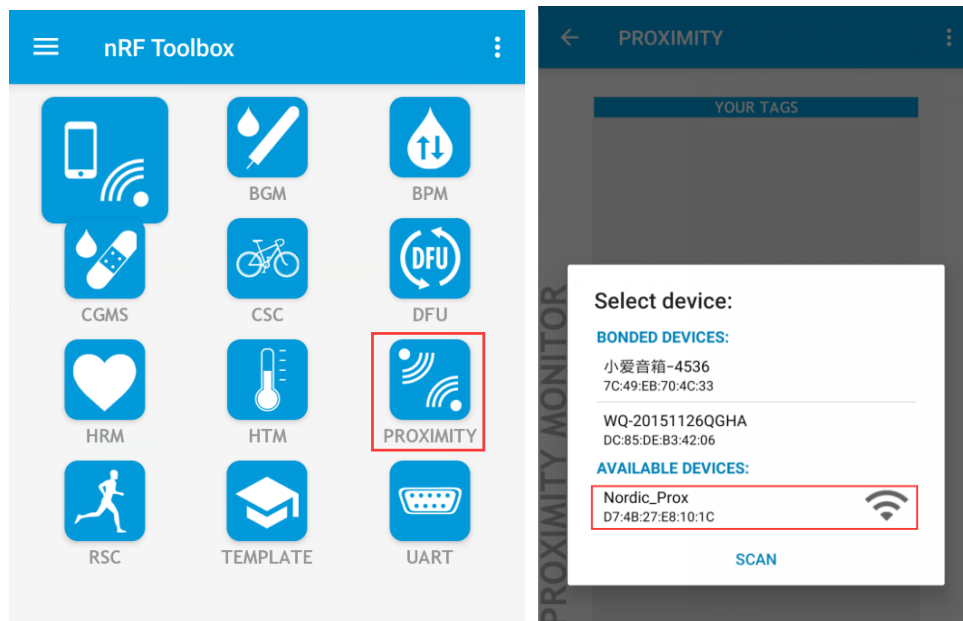 nRF Toolbox
BGM
BPM
CGMS
CSC
DFU
DFU
HRM
HTM
PROXIMITY
RSC
TEMPLATE
UART
PROXIMITY
YOUR TAGS
PROXIMITY MONITOR
Select device:
BONDED DEVICES:
小爱音箱-4536
7C:49:EB:70:4C:33
WQ-20151126QGHA
DC:85:DE:B3:42:06
AVAILABLE DEVICES:
Nordic_Prox
D7:4B:27:E8:10:1C
SCAN